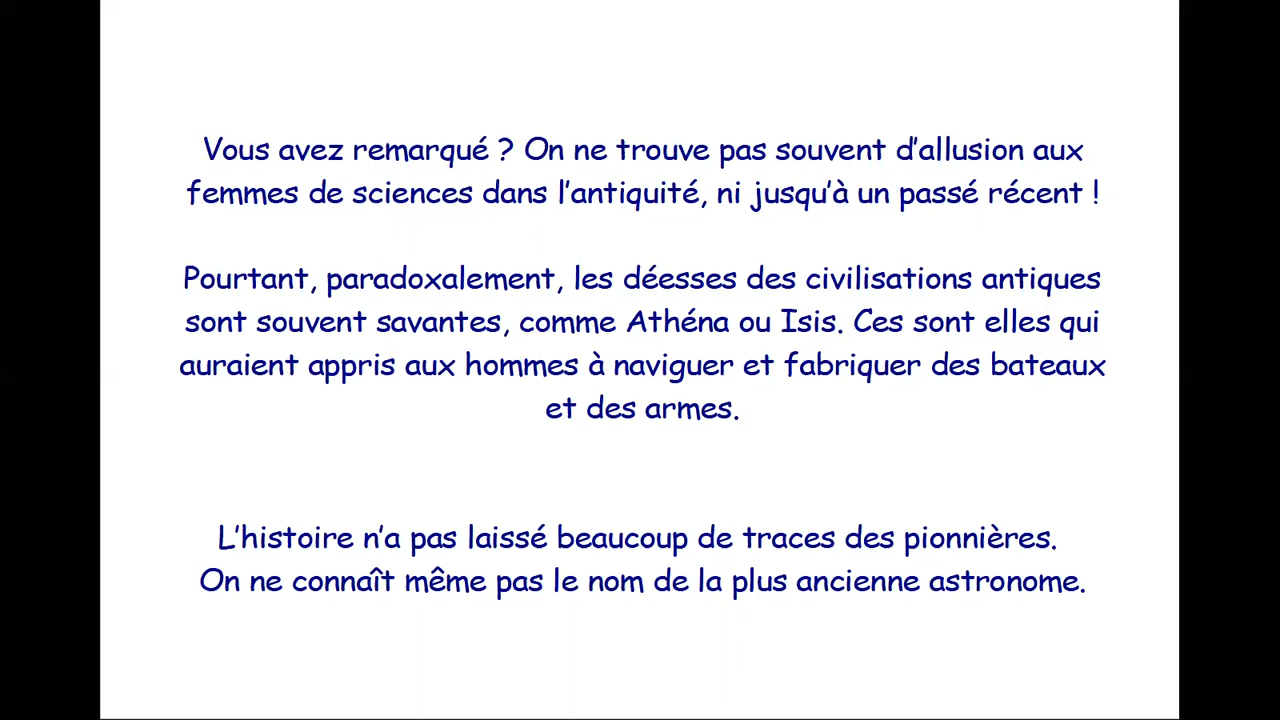 Vous avez remarqué ? On ne trouve pas souvent d’allusion aux
femmes de sciences dans l’antiquité, ni jusqu’à un passé récent !
Pourtant, paradoxalement, les déesses des civilisations antiques
sont souvent savantes, comme Athéna ou Isis. Ces sont elles qui
auraient appris aux hommes à naviguer et fabriquer des bateaux
et des armes.
L’histoire n’a pas laissé beaucoup de traces des pionnières.
On ne connaît même pas le nom de la plus ancienne astronome.